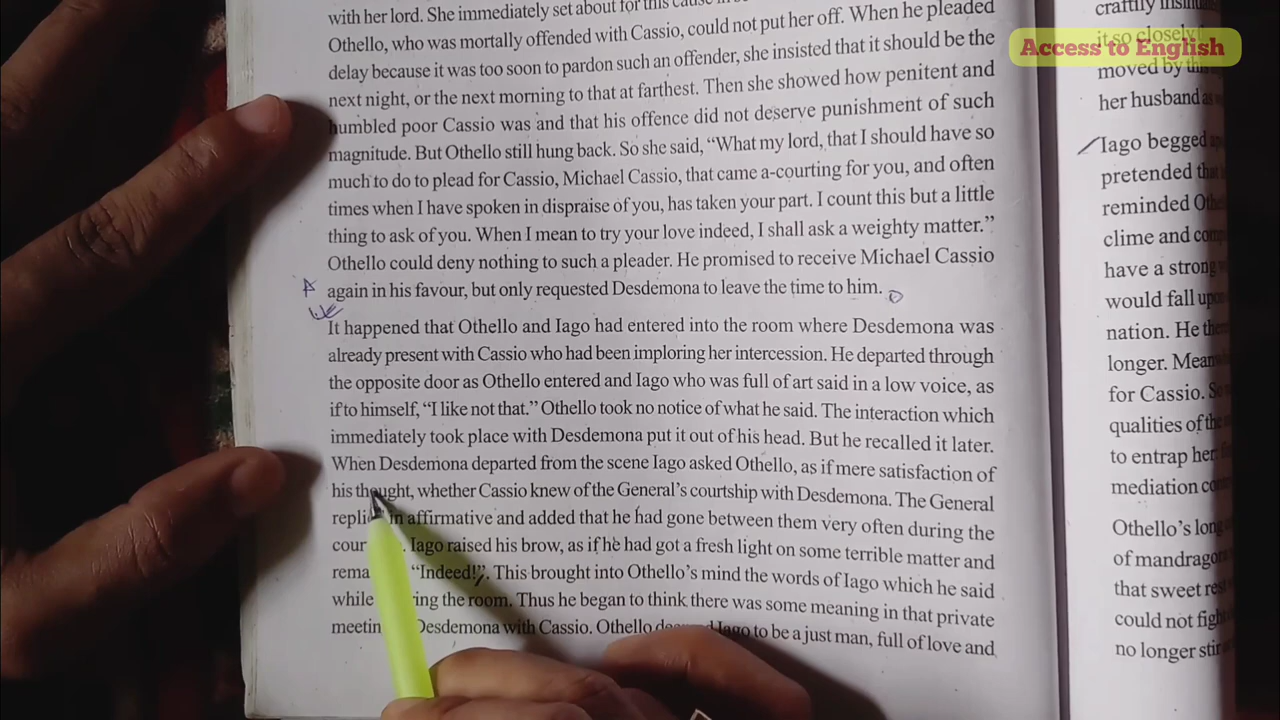 with her lord. She immediately set about for this cause in
Othello, who was mortally offended with Cassio, could not put her off. When he pleaded
delay because it was too soon to pardon such an offender, she insisted that it should be the
next night, or the next morning to that at farthest. Then she showed how penitent and
humbled poor Cassio was and that his offence did not deserve punishment of such
magnitude. But Othello still hung back. So she said, “What my lord, that I should have so
much to do to plead for Cassio, Michael Cassio, that came a-courting for you, and often
times when I have spoken in dispraise of you, has taken your part. I count this but a little
thing to ask of you. When I mean to try your love indeed, I shall ask a weighty matter.”
Othello could deny nothing to such a pleader. He promised to receive Michael Cassio
again in his favour, but only requested Desdemona to leave the time to him.
It happened that Othello and Iago had entered into the room where Desdemona was
already present with Cassio who had been imploring her intercession. He departed through
the opposite door as Othello entered and Iago who was full of art said in a low voice, as
if to himself, “I like not that.” Othello took no notice of what he said. The interaction which
immediately took place with Desdemona put it out of his head. But he recalled it later.
When Desdemona departed from the scene Iago asked Othello, as if mere satisfaction of
his thought, whether Cassio knew of the General’s courtship with Desdemona. The General
in affirmative and added that he had gone between them very often during the
Iago raised his brow, as if he had got a fresh light on some terrible matter and
“Indeed!”. This brought into Othello’s mind the words of Iago which he said
while the room. Thus he began to think there was some meaning in that private
Desdemona with Cassio. Othello Iago to be a just man, full of love and
craftily
Access to English
it so closely
moved by
her husband
Iago begged
pretended
reminded
clime and
have a strong
would fall
nation. He
longer.
for Cassio.
qualities of
to entrap her
mediation
Othello’s
of
that sweet
could not
no longer